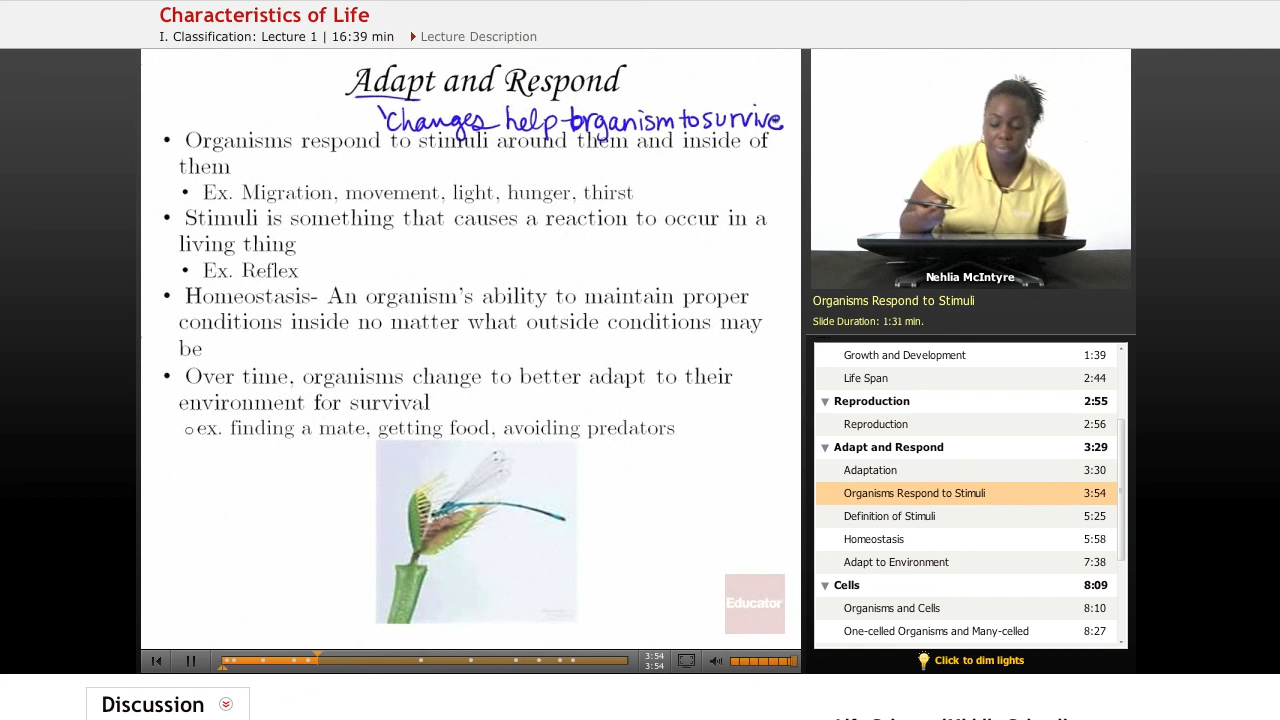 Characteristics of Life
I. Classification: Lecture 1 | 16:39 min
Lecture Description
Adapt and Respond
Changes help organism to survive
• Organisms respond to stimuli around them and inside of
them
• Ex. Migration, movement, light, hunger, thirst
• Stimuli is something that causes a reaction to occur in a
living thing
• Ex. Reflex
• Homeostasis- An organism's ability to maintain proper
conditions inside no matter what outside conditions may
be
• Over time, organisms change to better adapt to their
environment for survival
○ ex. finding a mate, getting food, avoiding predators
Educator
3:54
3:54
Nehlia McIntyre
Organisms Respond to Stimuli
Slide Duration: 1:31 min.
Growth and Development 1:39
Life Span 2:44
Reproduction 2:55
Reproduction 2:56
Adapt and Respond 3:29
Adaptation 3:30
Organisms Respond to Stimuli 3:54
Definition of Stimuli 5:25
Homeostasis 5:58
Adapt to Environment 7:38
Cells 8:09
Organisms and Cells 8:10
One-celled Organisms and Many-celled 8:27
Click to dim lights
Discussion